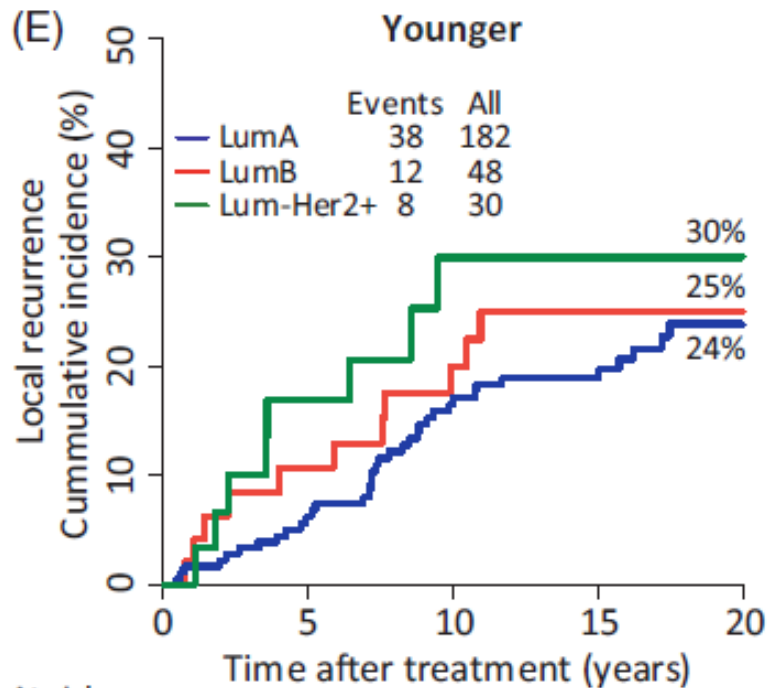 (E)
Younger
Events All
LumA 38 182
LumB 12 48
Lum-Her2+ 8 30
Local recurrence
Cummulative incidence (%)
50
40
30
20
10
0
30%
25%
24%
0 5 10 15 20
Time after treatment (years)